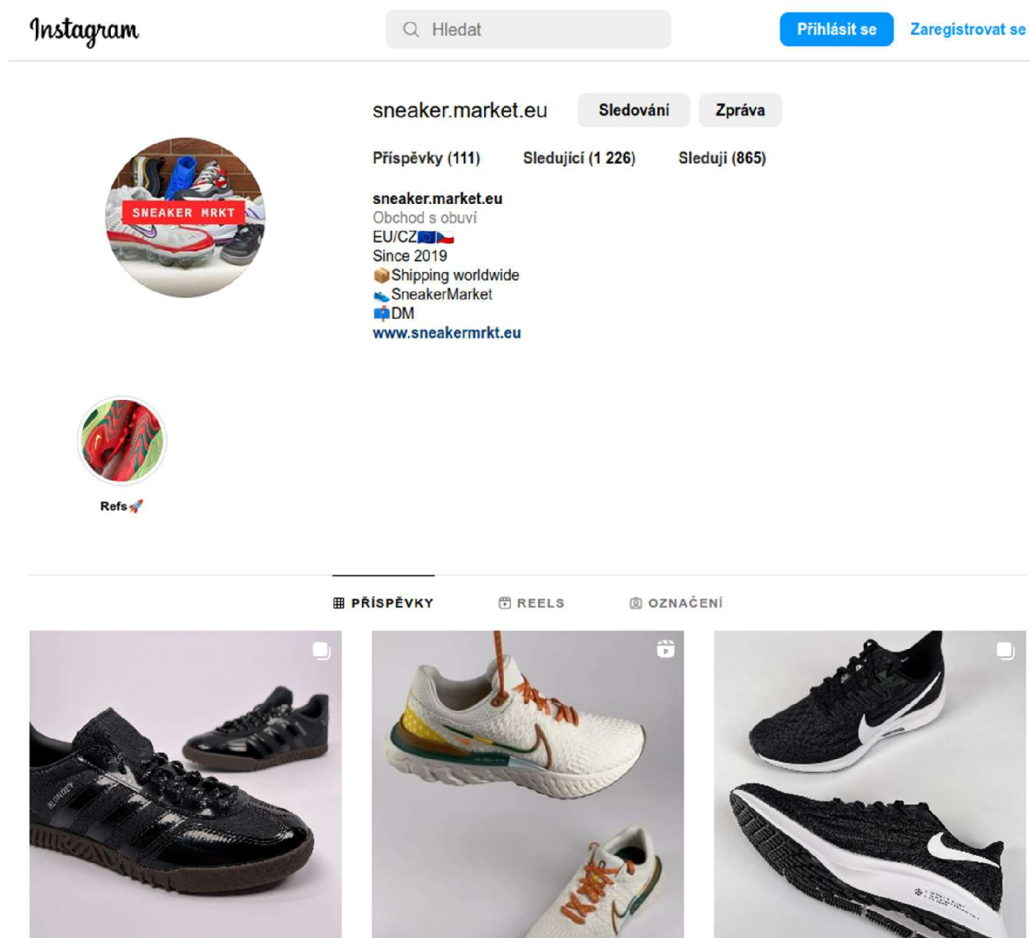 Instagram
Hledat
Přihlásit se
Zaregistrovat se
sneaker.market.eu
Sledování
Zpráva
Příspěvky (111)
Sledující (1 226)
Sleduji (865)
SNEAKER MRKT
sneaker.market.eu
Obchod s obuví
EU/CZ🇪🇺🇨🇿
Since 2019
📦Shipping worldwide
👟SneakerMarket
📫DM
www.sneakermrkt.eu
Refs🚀
PŘÍSPĚVKY
REELS
OZNAČENÍ
BLONDEY